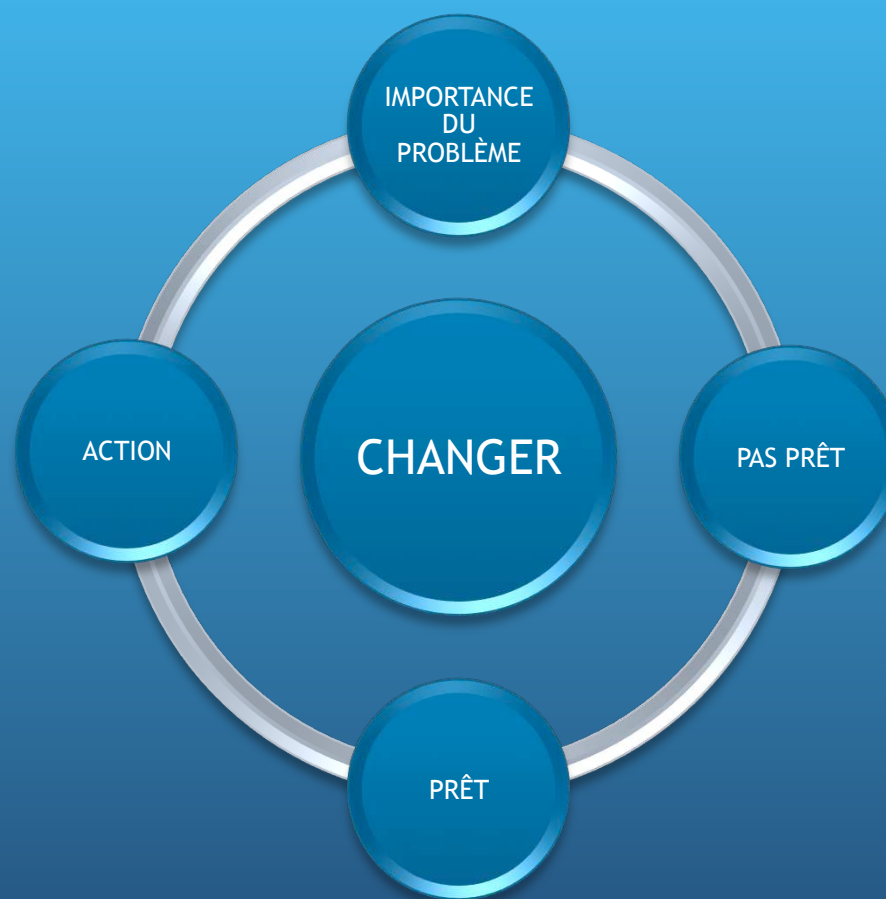 IMPORTANCE
DU
PROBLÈME
ACTION
CHANGER
PAS PRÊT
PRÊT